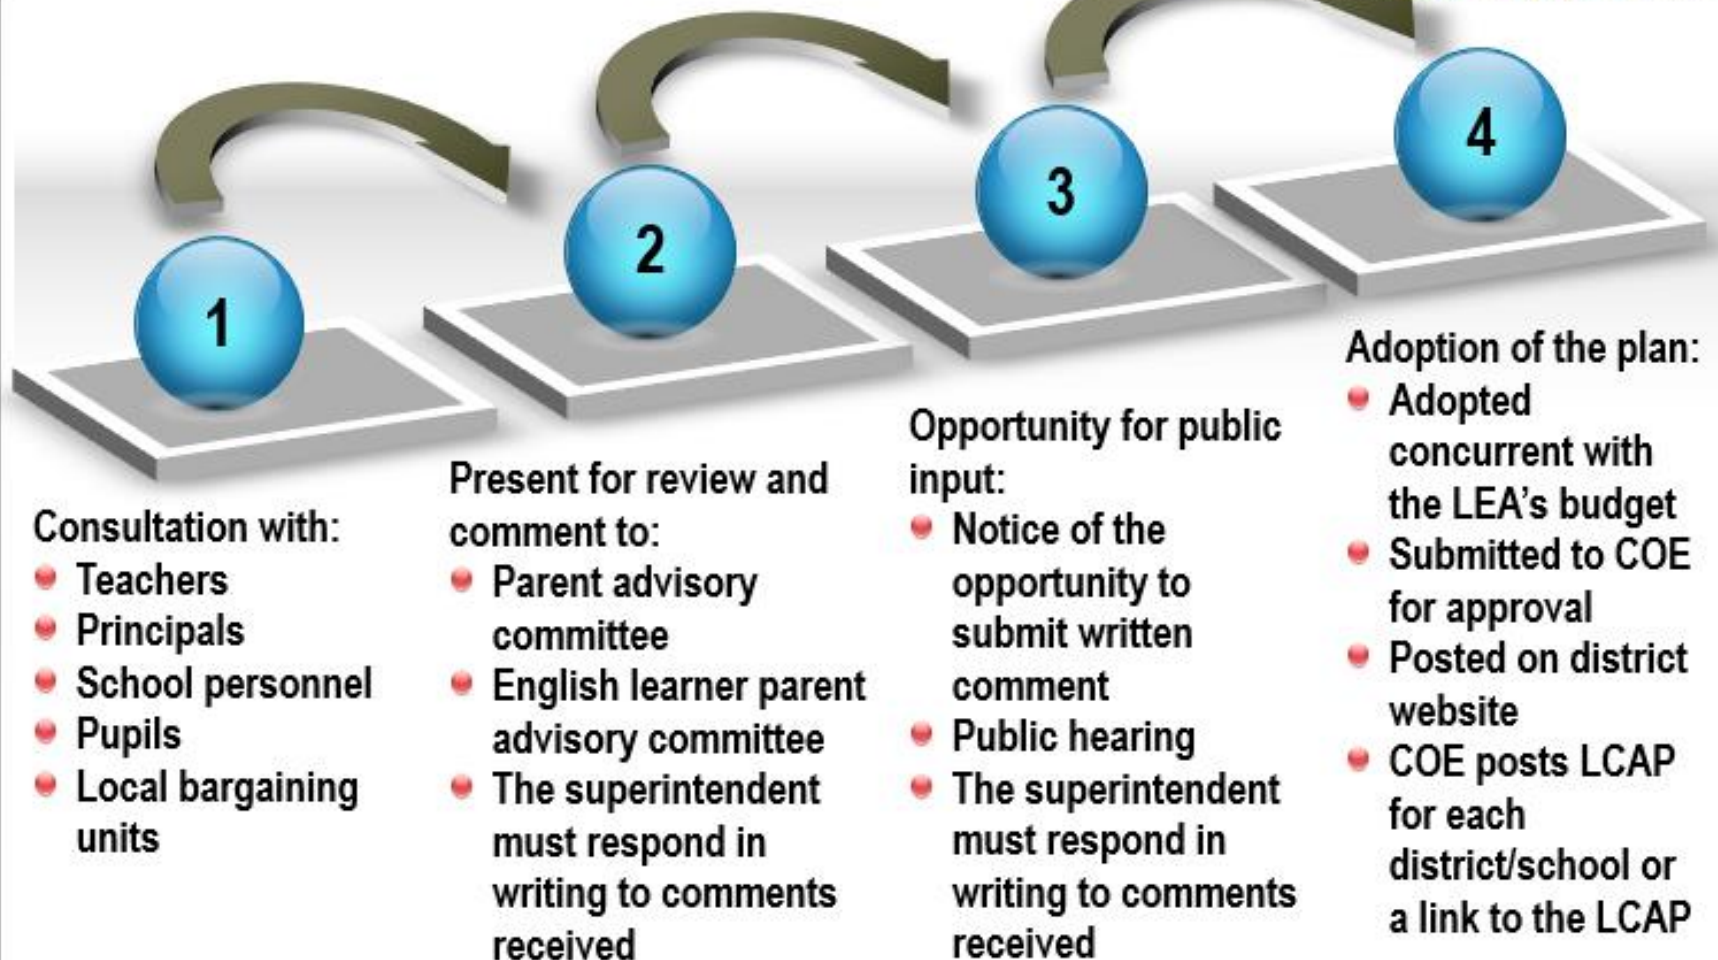 1
Consultation with:
Teachers
Principals
School personnel
Pupils
Local bargaining
units
2
Present for review and
comment to:
Parent advisory
committee
English learner parent
advisory committee
The superintendent
must respond in
writing to comments
received
3
Opportunity for public
input:
Notice of the
opportunity to
submit written
comment
Public hearing
The superintendent
must respond in
writing to comments
received
4
Adoption of the plan:
Adopted
concurrent with
the LEA’s budget
Submitted to COE
for approval
Posted on district
website
COE posts LCAP
for each
district/school or
a link to the LCAP